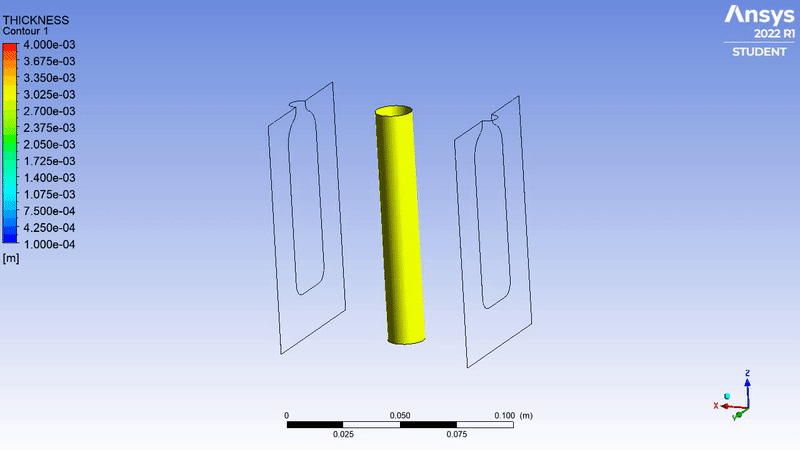 THICKNESS
Contour 1
4.000e-03
3.675e-03
3.350e-03
3.025e-03
2.700e-03
2.375e-03
2.050e-03
1.725e-03
1.400e-03
1.075e-03
7.500e-04
4.250e-04
1.000e-04
[m]
Ansys
2022 R1
STUDENT
0 0.050 0.100 (m)
0.025 0.075
Z
X
Y